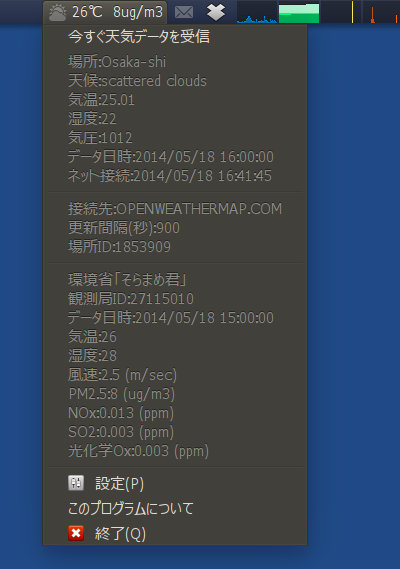 26℃ 8ug/m3
今すぐ天気データを受信
場所:Osaka-shi
天候:scattered clouds
気温:25.01
湿度:22
気圧:1012
データ日時:2014/05/18 16:00:00
ネット接続:2014/05/18 16:41:45
接続先:OPENWEATHERMAP.COM
更新間隔(秒):900
場所ID:1853909
環境省「そらまめ君」
観測局ID:27115010
データ日時:2014/05/18 15:00:00
気温:26
湿度:28
風速:2.5 (m/sec)
PM2.5:8 (ug/m3)
NOx:0.013 (ppm)
SO2:0.003 (ppm)
光化学Ox:0.003 (ppm)
設定(P)
このプログラムについて
終了(Q)